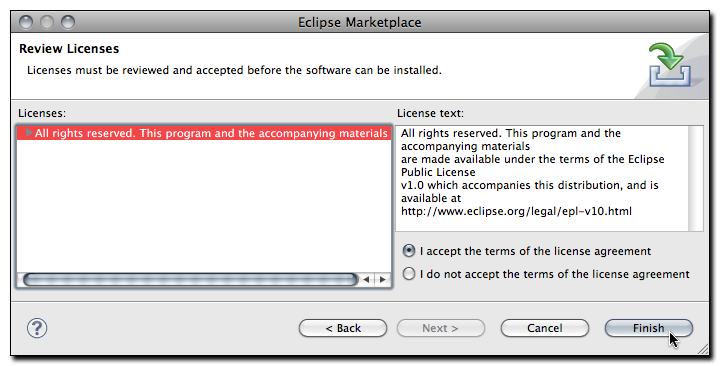 Eclipse Marketplace
Review Licenses
Licenses must be reviewed and accepted before the software can be installed.
Licenses:
All rights reserved. This program and the accompanying materials
License text:
All rights reserved. This program and the
accompanying materials
are made available under the terms of the Eclipse
Public License
v1.0 which accompanies this distribution, and is
available at
http://www.eclipse.org/legal/epl-v10.html
I accept the terms of the license agreement
I do not accept the terms of the license agreement
?
< Back
Next >
Cancel
Finish